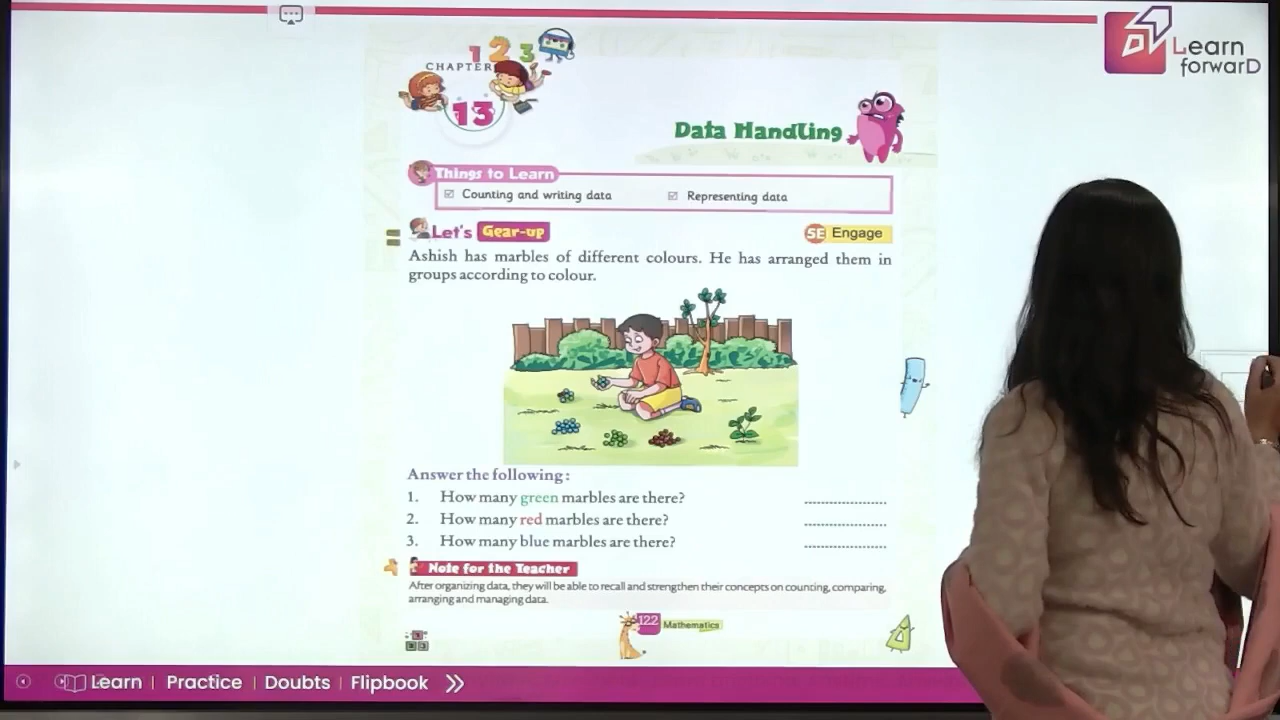 Learn
forwarD
1 2 3
CHAPTER
13
Data Handling
Things to Learn
Counting and writing data
Representing data
Let's Gear-up
5E Engage
Ashish has marbles of different colours. He has arranged them in
groups according to colour.
Answer the following :
1. How many green marbles are there? ......................
2. How many red marbles are there? ......................
3. How many blue marbles are there? ......................
Note for the Teacher
After organizing data, they will be able to recall and strengthen their concepts on counting, comparing,
arranging and managing data.
122 Mathematics
Learn | Practice | Doubts | Flipbook